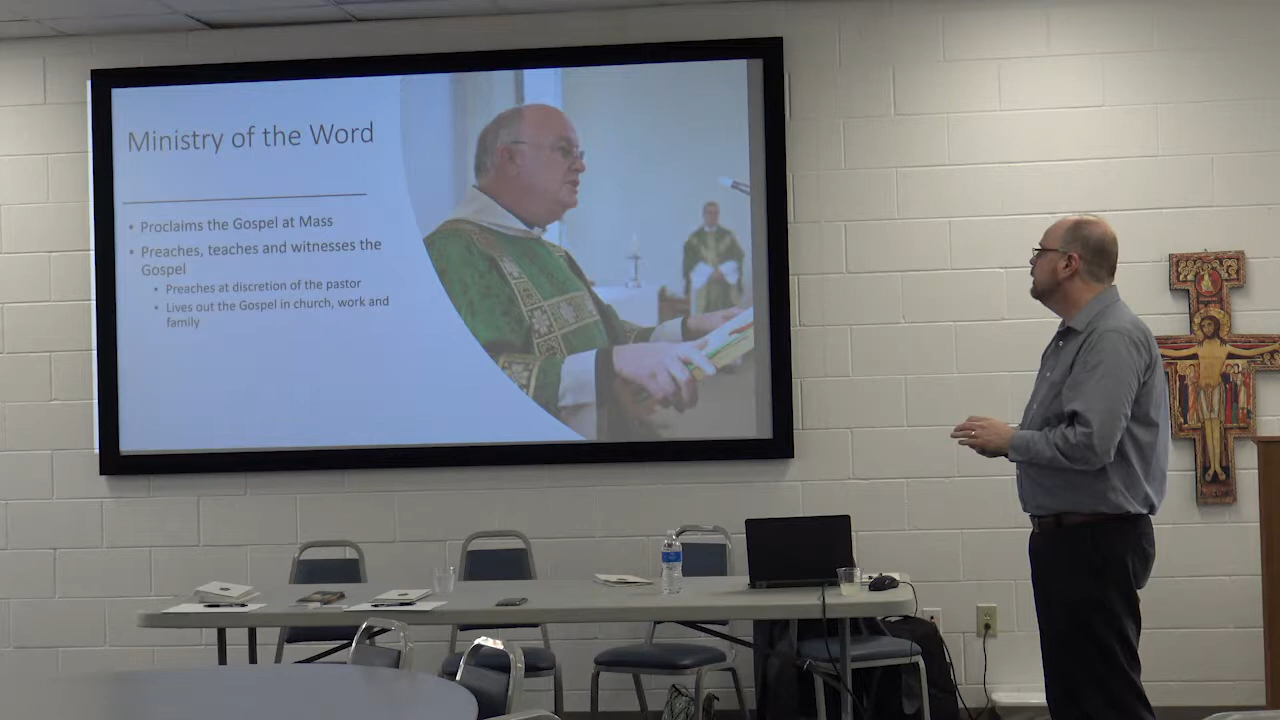 Ministry of the Word
• Proclaims the Gospel at Mass
• Preaches, teaches and witnesses the
Gospel
• Preaches at discretion of the pastor
• Lives out the Gospel in church, work and
family